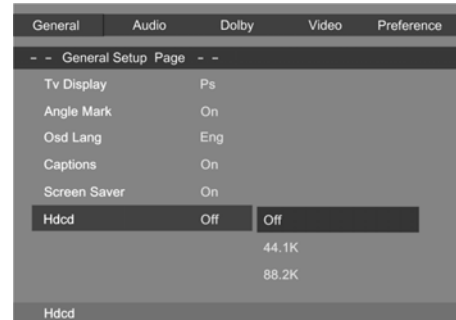 General Audio Dolby Video Preference
- - General Setup Page - -
Tv Display Ps
Angle Mark On
Osd Lang Eng
Captions On
Screen Saver On
Hdcd Off Off
44.1K
88.2K
Hdcd